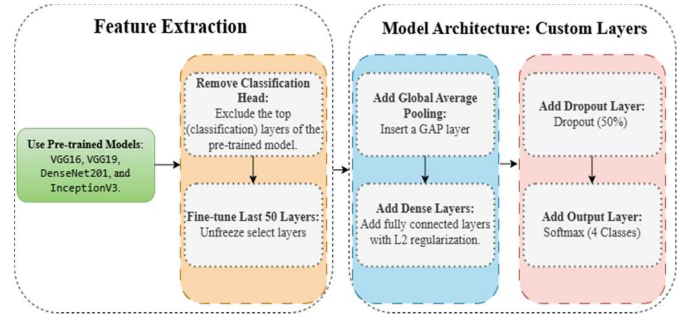 Feature Extraction
Use Pre-trained Models:
VGG16, VGG19,
DenseNet201, and
InceptionV3.
Remove Classification
Head:
Exclude the top
(classification) layers of the
pre-trained model.
Fine-tune Last 50 Layers:
Unfreeze select layers
Model Architecture: Custom Layers
Add Global Average
Pooling:
Insert a GAP layer
Add Dense Layers:
Add fully connected layers
with L2 regularization.
Add Dropout Layer:
Dropout (50%)
Add Output Layer:
Softmax (4 Classes)